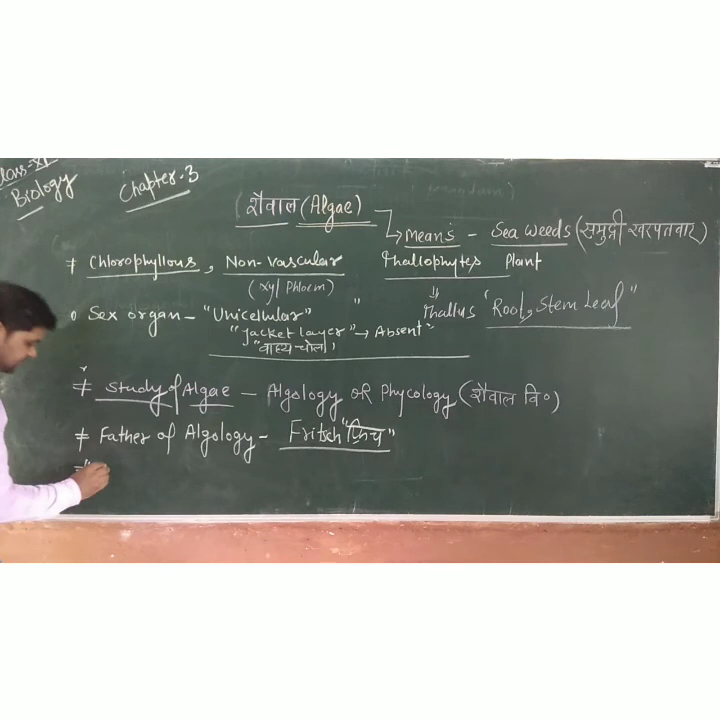 Class-XI
Biology
Chapter-3
(शैवाल (Algae)
Means - Sea weeds (समुद्री खरपतवार)
≠ Chlorophyllous, Non-vascular Thallophytes Plant
(xy/Phloem)
Thallus "Root, Stem Leaf"
Sex organ - "Unicellular"
"jacket layer" → Absent
"वाह्य-चोल"
≠ Study of Algae - Algology OR Phycology (शैवाल वि०)
≠ Father of Algology - Fritsch "फ्रिच"